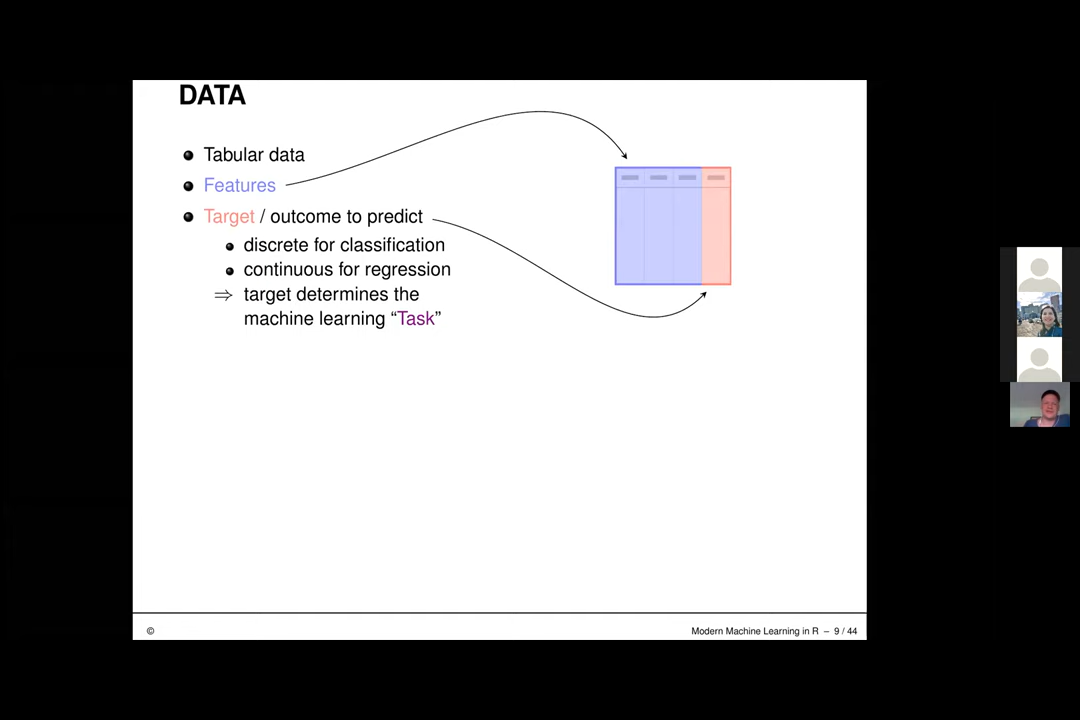 DATA
Tabular data
Features
Target / outcome to predict
discrete for classification
continuous for regression
⇒ target determines the
machine learning “Task”
© Modern Machine Learning in R – 9 / 44